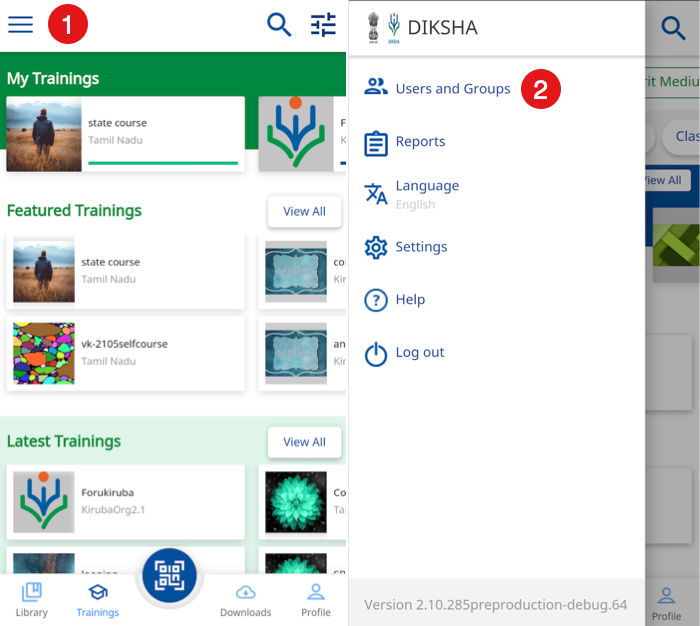 1
My Trainings
state course
Tamil Nadu
F
K
Featured Trainings
View All
state course
Tamil Nadu
co
Kir
vk-2105selfcourse
Tamil Nadu
an
Kir
Latest Trainings
View All
Forukiruba
KirubaOrg2.1
Co
Ta
Library
Trainings
Downloads
Profile
DIKSHA
Users and Groups
2
Reports
Language
English
Settings
Help
Log out
Version 2.10.285preproduction-debug.64
rit Mediu
Clas
View All
Profile